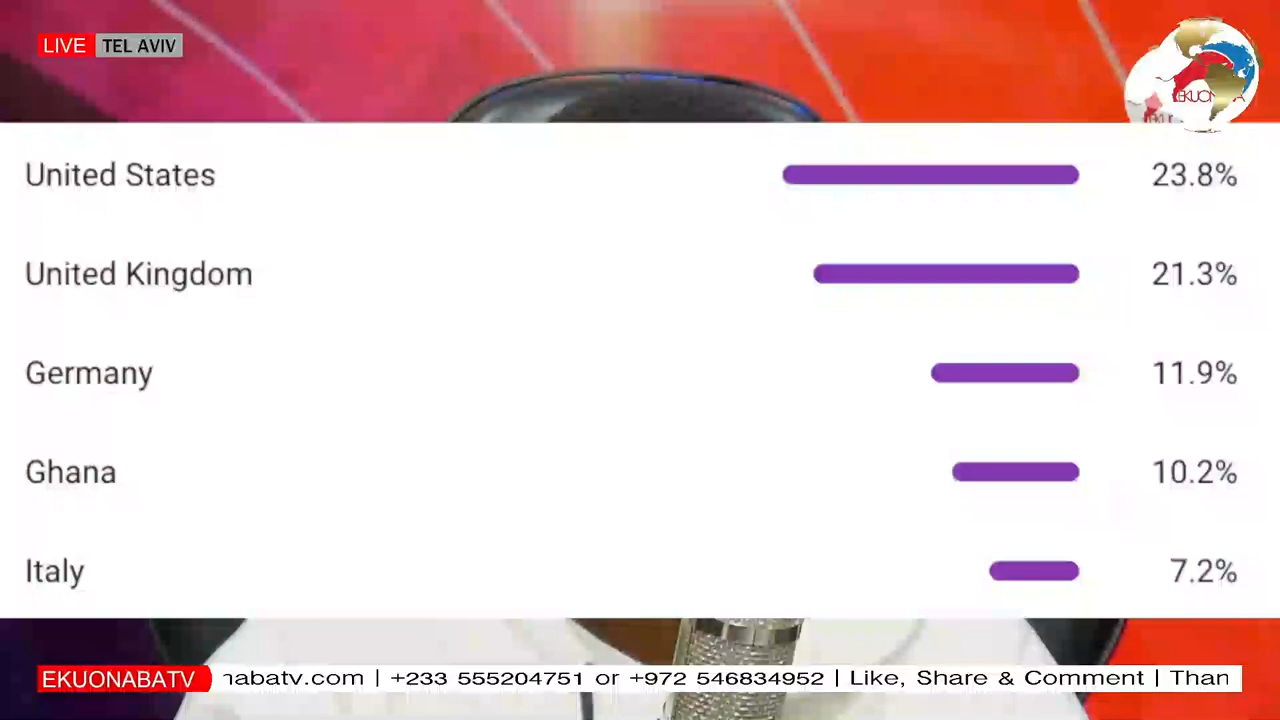 LIVE TEL AVIV
United States 23.8%
United Kingdom 21.3%
Germany 11.9%
Ghana 10.2%
Italy 7.2%
EKUONABATV nabatv.com | +233 555204751 or +972 546834952 | Like, Share & Comment | Than